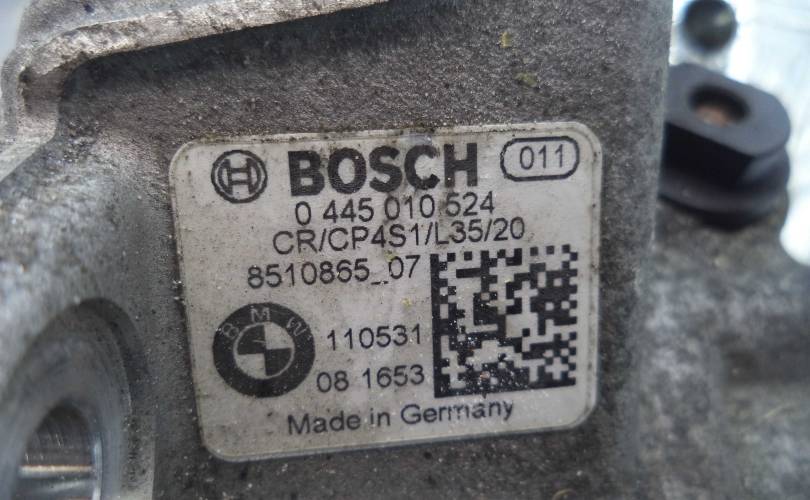 BOSCH 011
0 445 010 524
CR/CP4S1/L35/20
8510865_07
BMW
110531
08 1653
Made in Germany